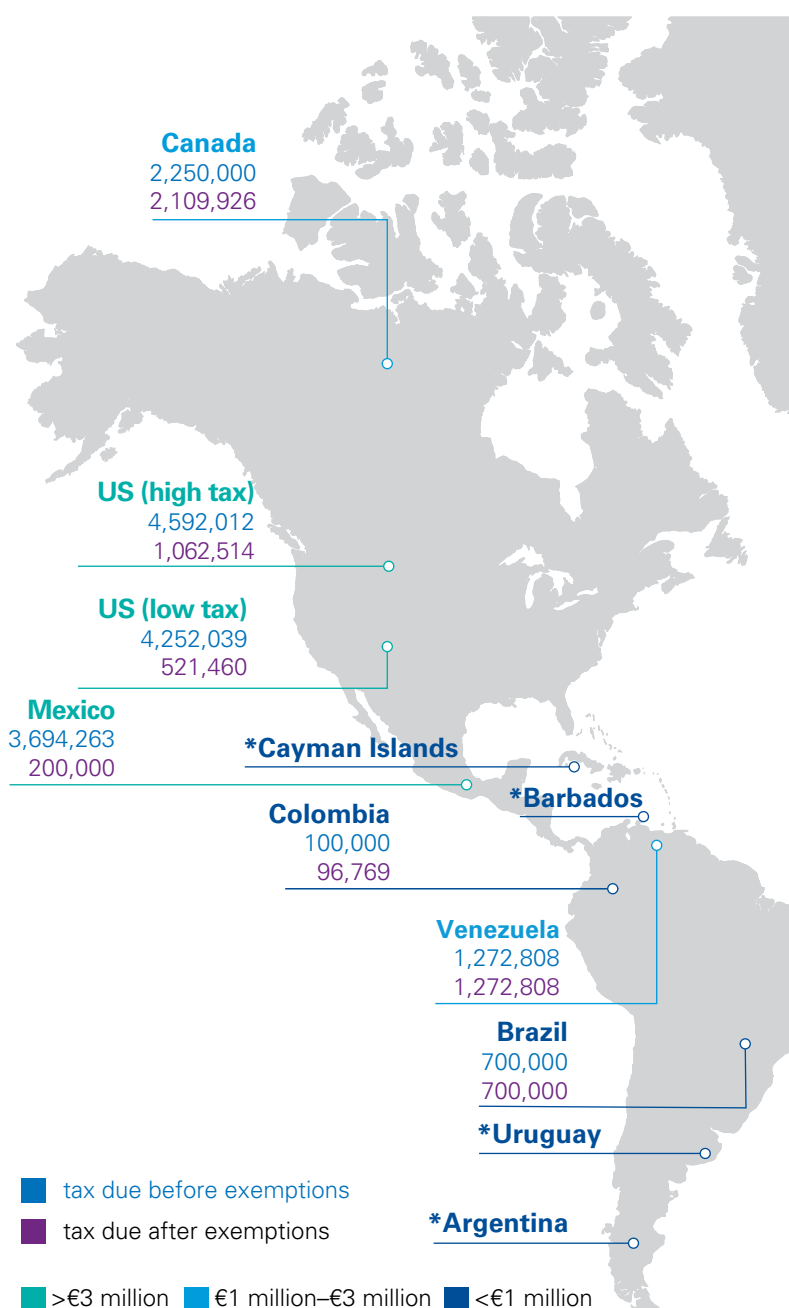 Canada
2,250,000
2,109,926
US (high tax)
4,592,012
1,062,514
US (low tax)
4,252,039
521,460
Mexico
3,694,263
200,000
*Cayman Islands
*Barbados
Colombia
100,000
96,769
Venezuela
1,272,808
1,272,808
Brazil
700,000
700,000
*Uruguay
*Argentina
tax due before exemptions
tax due after exemptions
>€3 million €1 million–€3 million <€1 million